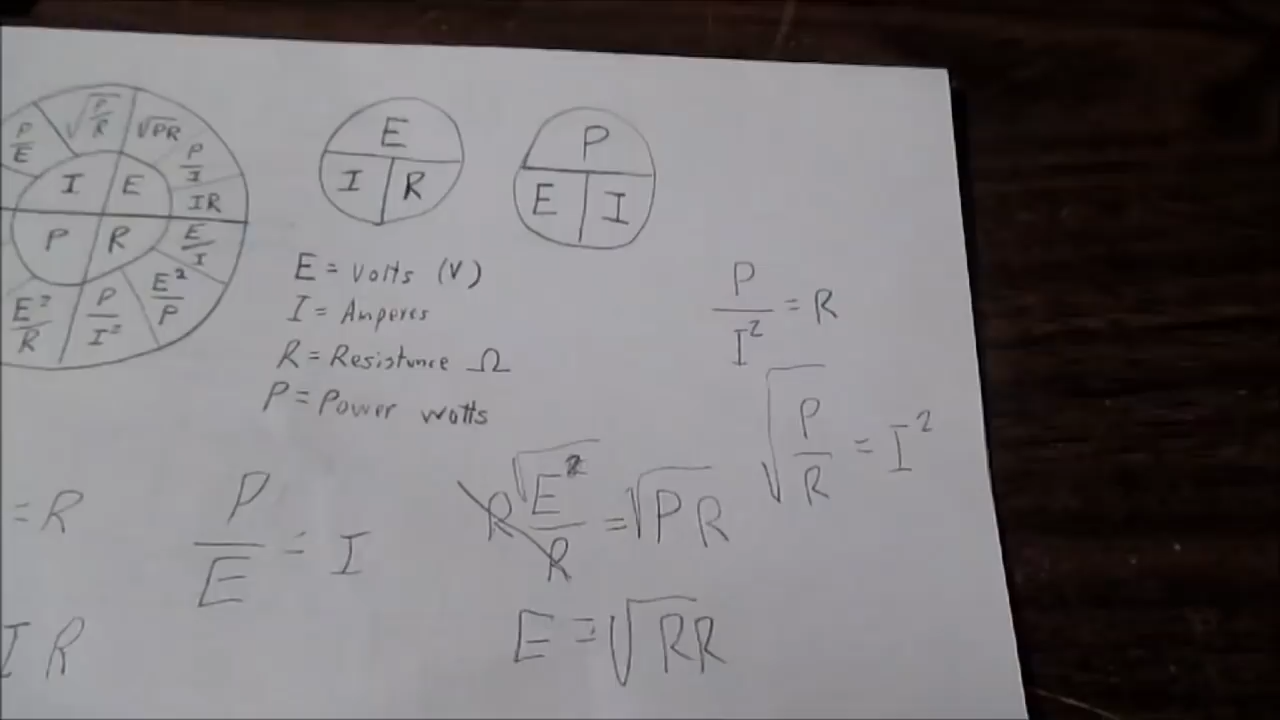 √P/R √PR
P/E P/I
I E IR
P R E/I
E²/R P/I² E²/P
E
I R
P
E I
E = Volts (V)
I = Amperes
R = Resistance Ω
P = Power watts
P/I² = R
√P/R = I²
= R
P/E = I
R√E²/R = √PR
E = √RR
I R